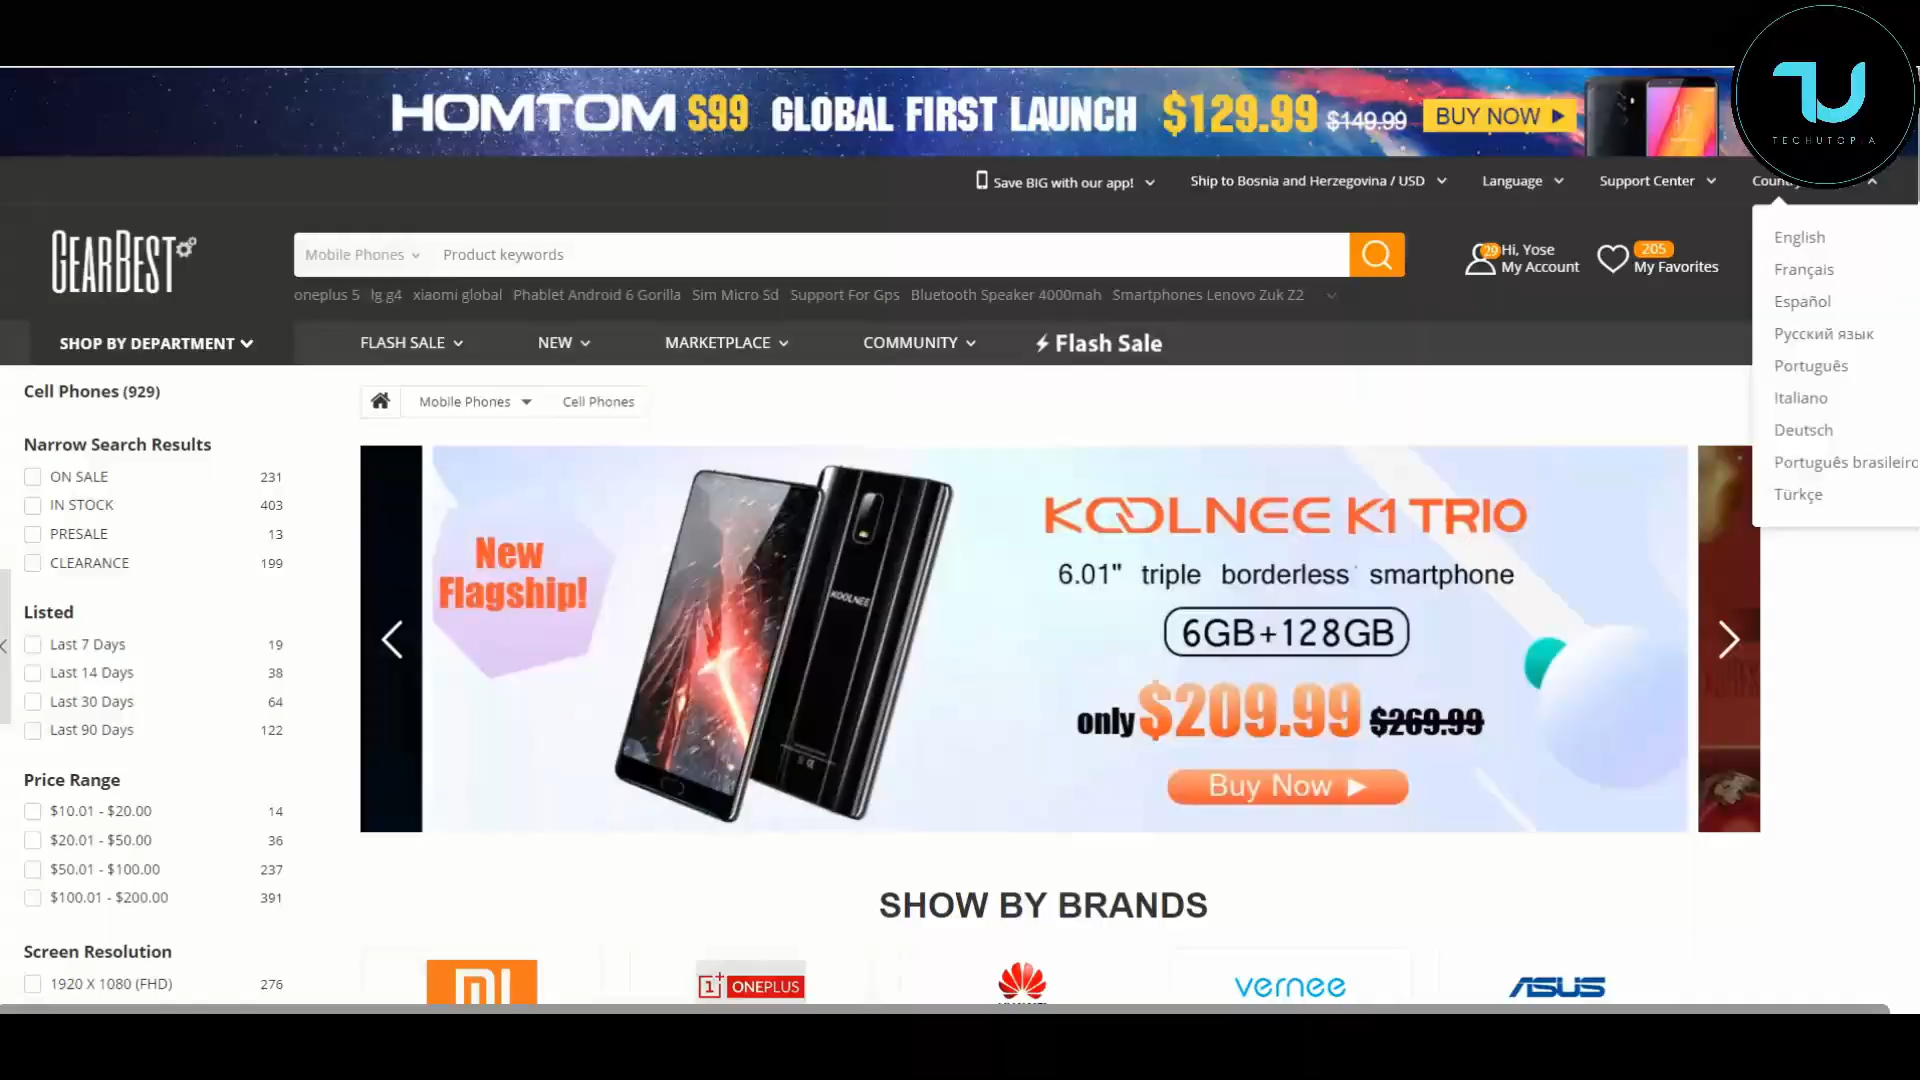 HOMTOM S99 GLOBAL FIRST LAUNCH $129.99 $149.99 BUY NOW
TU
TECHUTOPIA
Save BIG with our app! Ship to Bosnia and Herzegovina / USD Language Support Center
English
Français
Español
Русский язык
Português
Italiano
Deutsch
Português brasileiro
Türkçe
GEARBEST
Mobile Phones Product keywords
29 Hi, Yose
My Account
205
My Favorites
oneplus 5 lg g4 xiaomi global Phablet Android 6 Gorilla Sim Micro Sd Support For Gps Bluetooth Speaker 4000mah Smartphones Lenovo Zuk Z2
SHOP BY DEPARTMENT FLASH SALE NEW MARKETPLACE COMMUNITY Flash Sale
Cell Phones (929)
Narrow Search Results
ON SALE 231
IN STOCK 403
PRESALE 13
CLEARANCE 199
Listed
Last 7 Days 19
Last 14 Days 38
Last 30 Days 64
Last 90 Days 122
Price Range
$10.01 - $20.00 14
$20.01 - $50.00 36
$50.01 - $100.00 237
$100.01 - $200.00 391
Screen Resolution
1920 X 1080 (FHD) 276
Mobile Phones Cell Phones
New
Flagship!
KOOLNEE
KOOLNEE K1 TRIO
6.01" triple borderless smartphone
6GB+128GB
only $209.99 $269.99
Buy Now
SHOW BY BRANDS
MI
1+ ONEPLUS
vernee
ASUS